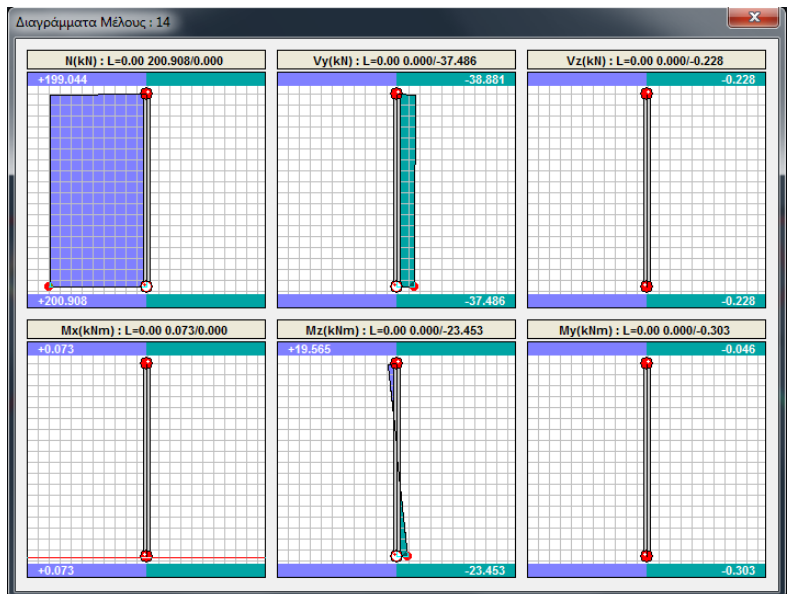 Διαγράμματα Μέλους : 14
N(kN) : L=0.00 200.908/0.000
Vy(kN) : L=0.00 0.000/-37.486
Vz(kN) : L=0.00 0.000/-0.228
+199.044
-38.881
-0.228
+200.908
-37.486
-0.228
Mx(kNm) : L=0.00 0.073/0.000
Mz(kNm) : L=0.00 0.000/-23.453
My(kNm) : L=0.00 0.000/-0.303
+0.073
+19.565
-0.046
+0.073
-23.453
-0.303